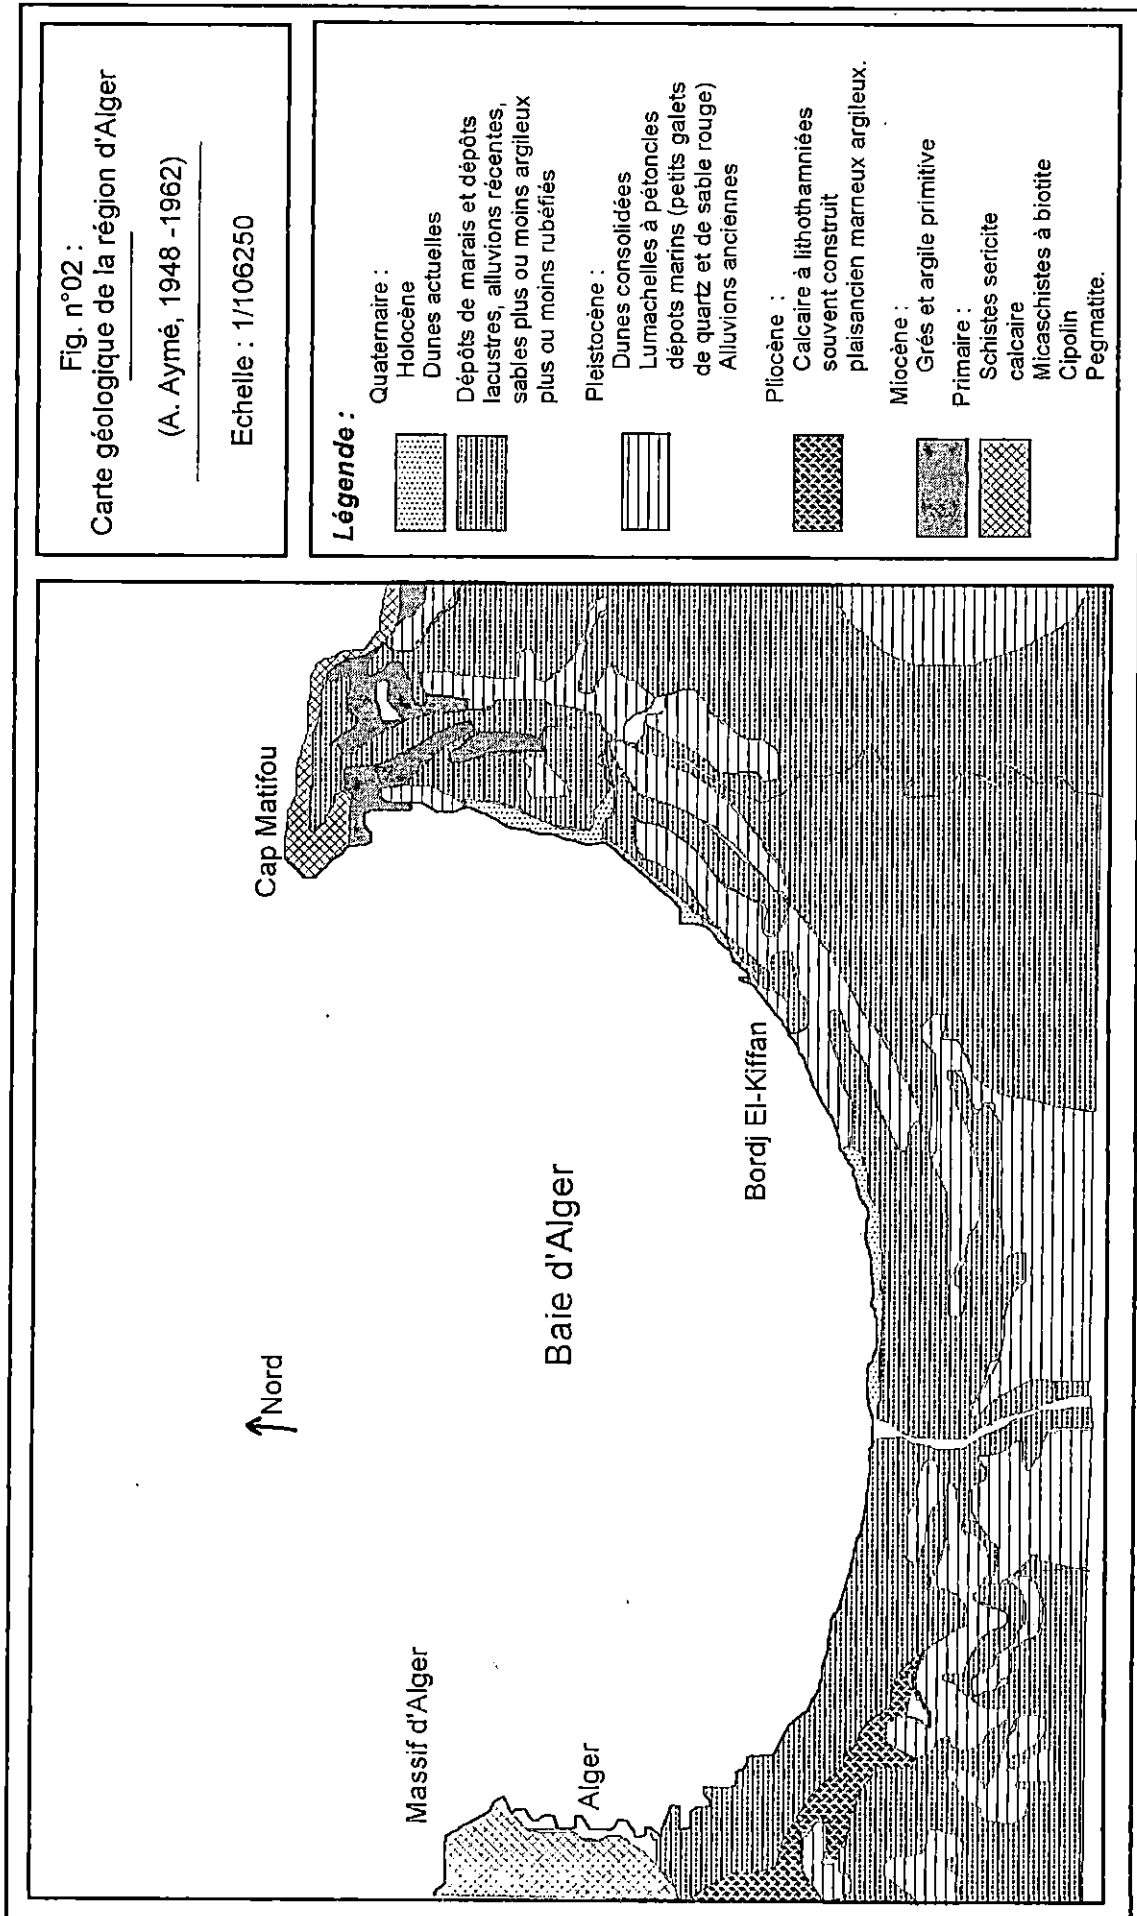 Fig. n°02 :
Carte géologique de la région d'Alger
(A. Aymé, 1948 -1962)
Echelle : 1/106250
Légende :
Quaternaire :
Holocène
Dunes actuelles
Dépôts de marais et dépôts
lacustres, alluvions récentes,
sables plus ou moins argileux
plus ou moins rubéfiés
Pleistocène :
Dunes consolidées
Lumachelles à pétoncles
dépots marins (petits galets
de quartz et de sable rouge)
Alluvions anciennes
Pliocène :
Calcaire à lithothamniées
souvent construit
plaisancien marneux argileux.
Miocène :
Grés et argile primitive
Primaire :
Schistes sericite
calcaire
Micaschistes à biotite
Cipolin
Pegmatite.
Nord
Massif d'Alger
Alger
Baie d'Alger
Bordj El-Kiffan
Cap Matifou